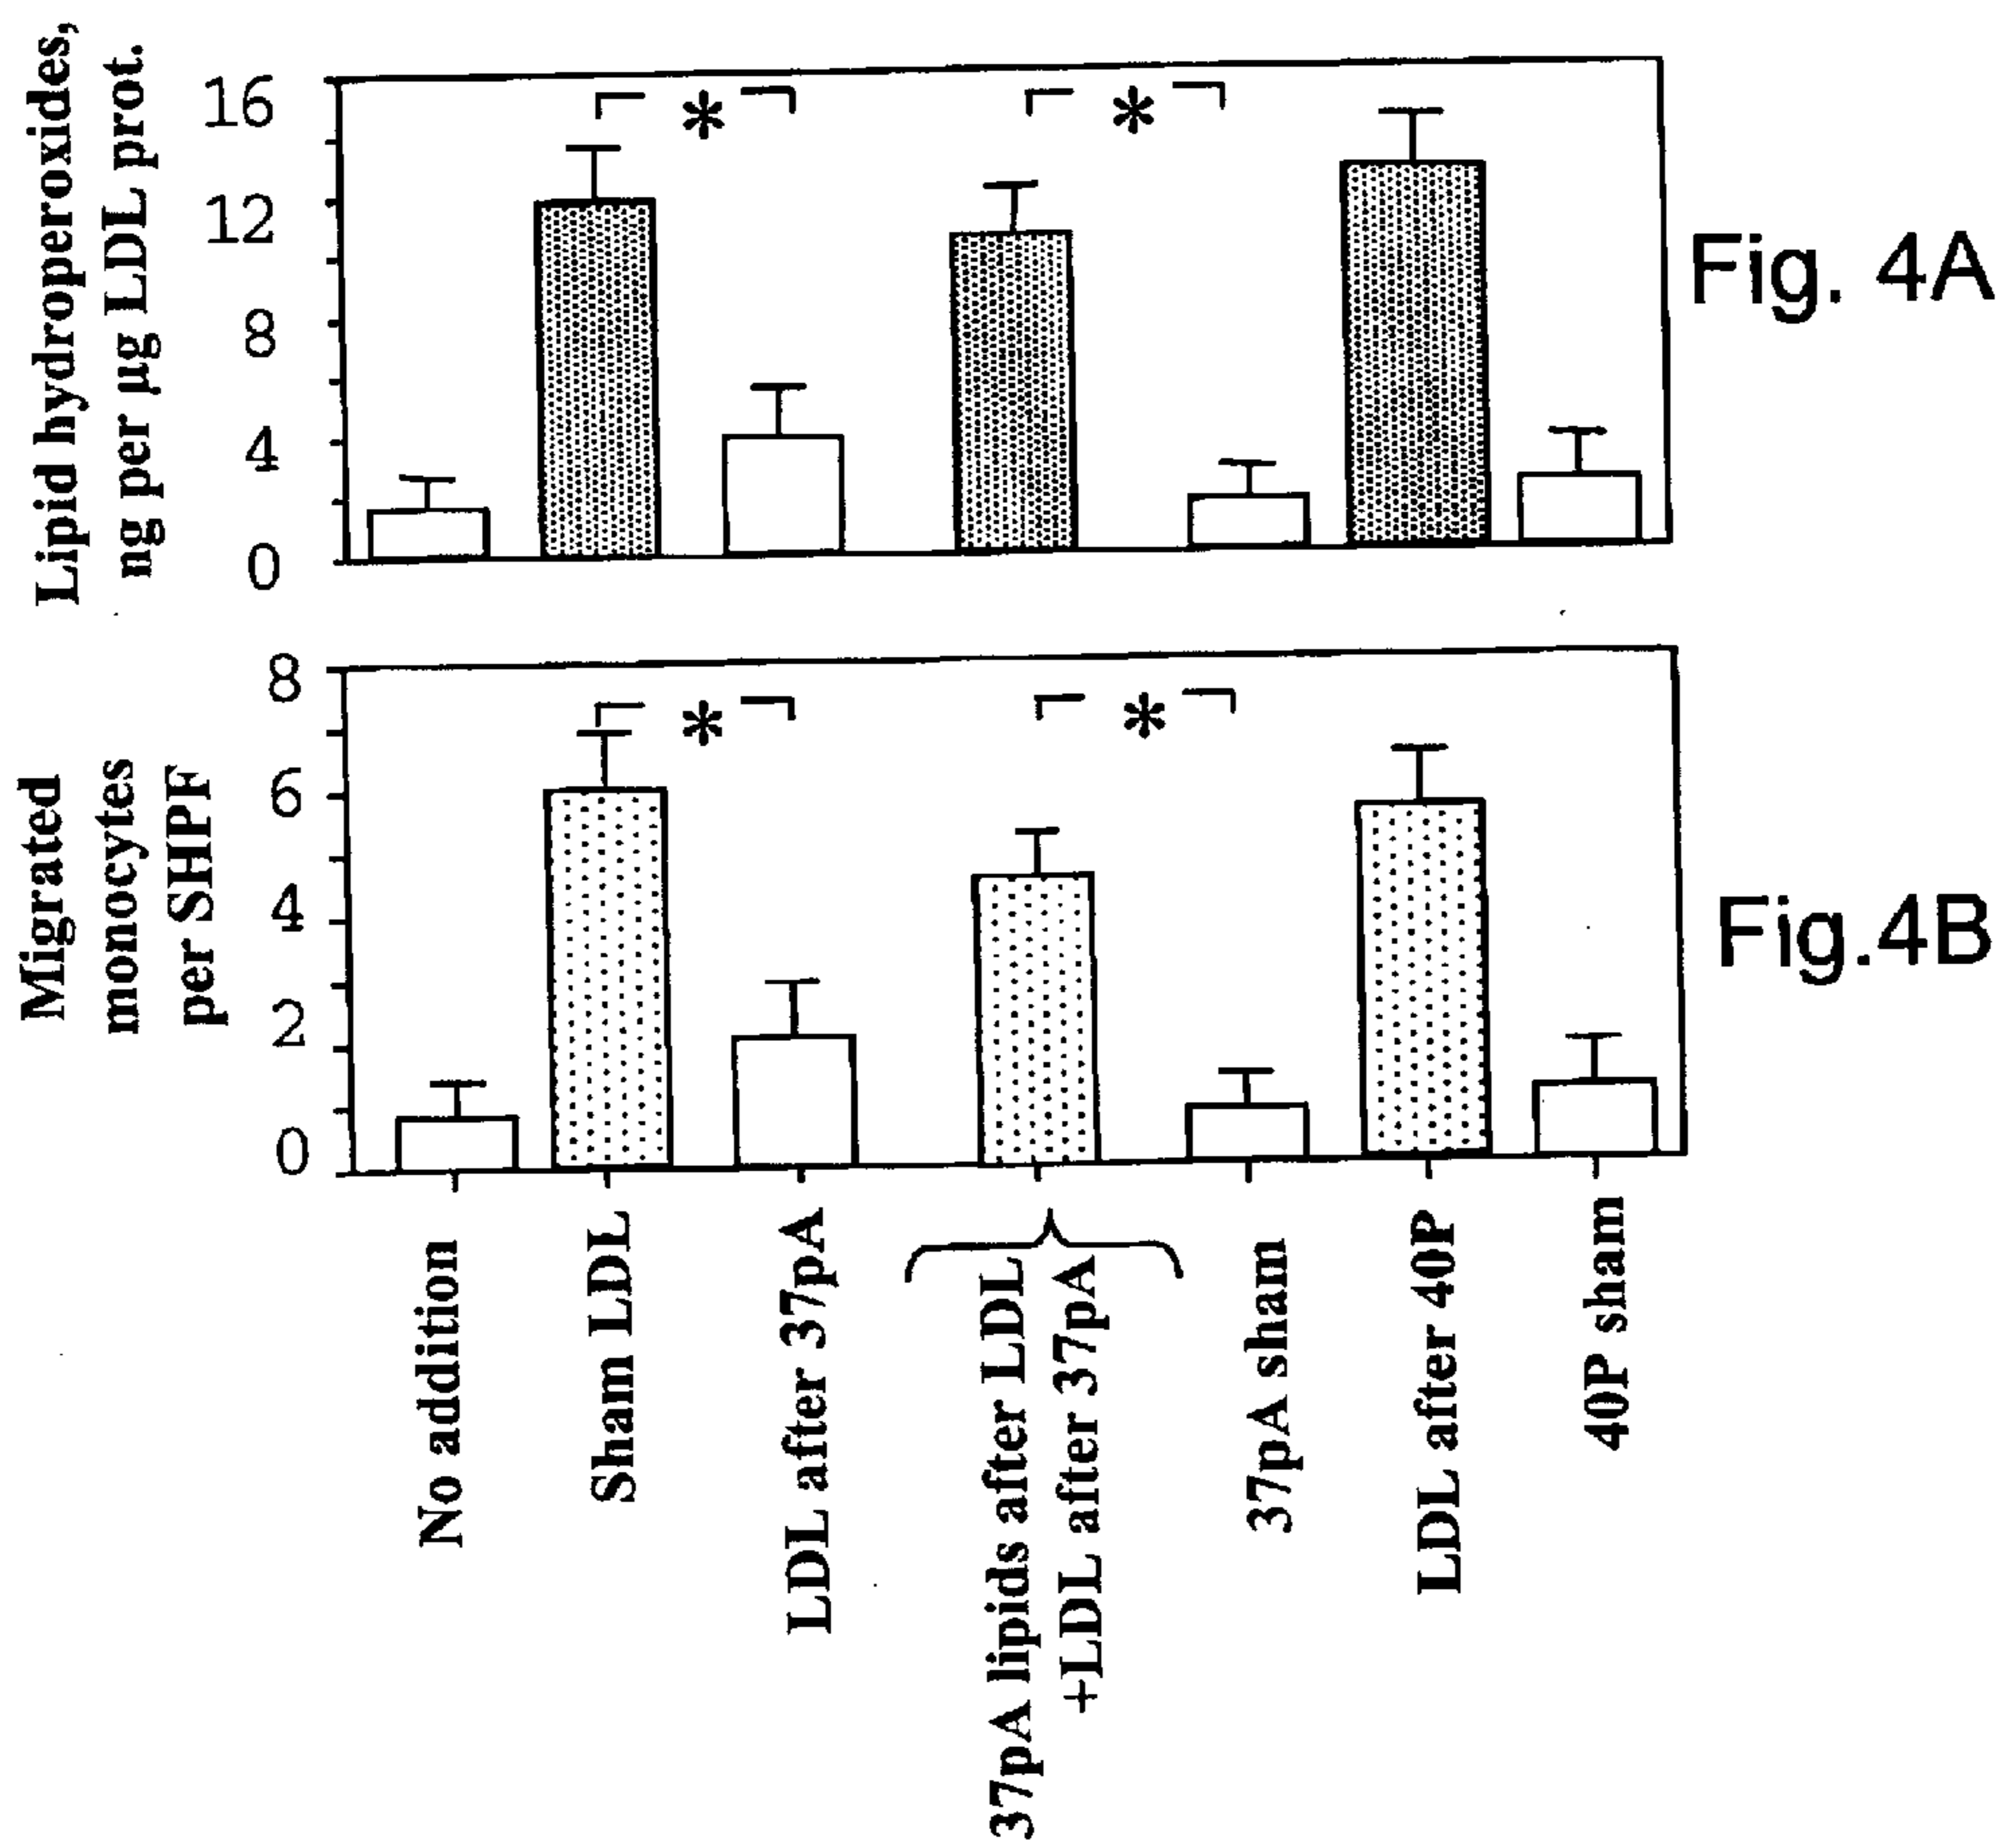 Lipid hydroperoxides,
ng per µg LDL prot.
16
12
8
4
0
*
*
Fig. 4A
Migrated
monocytes
per SHPF
8
6
4
2
0
*
*
Fig.4B
No addition
Sham LDL
LDL after 37pA
37pA lipids after LDL
+LDL after 37pA
37pA sham
LDL after 40P
40P sham